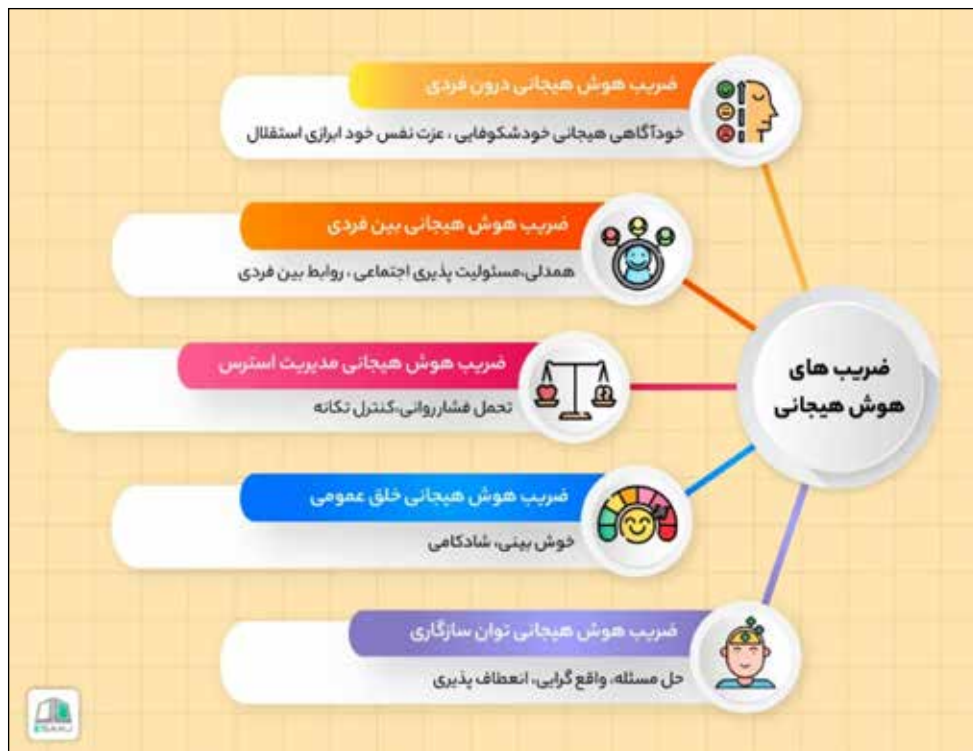 ضریب هوش هیجانی درون فردی
خودآگاهی هیجانی خودشکوفایی ، عزت نفس خود ابرازی استقلال
ضریب هوش هیجانی بین فردی
همدلی،مسئولیت پذیری اجتماعی ، روابط بین فردی
ضریب های
هوش هیجانی
ضریب هوش هیجانی مدیریت استرس
تحمل فشار روانی،کنترل تکانه
ضریب هوش هیجانی خلق عمومی
خوش بینی، شادکامی
ضریب هوش هیجانی توان سازگاری
حل مسئله، واقع گرایی، انعطاف پذیری